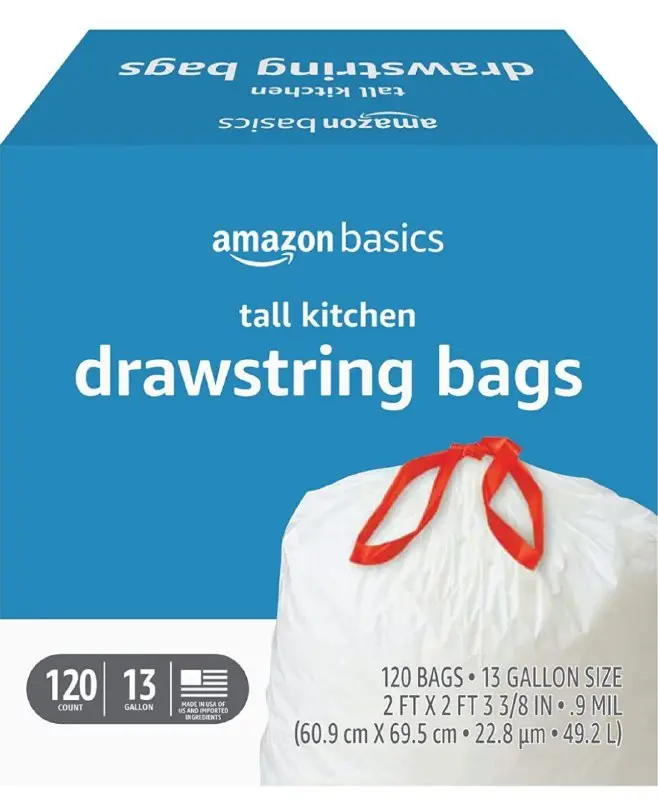 drawstring bags
tall kitchen
amazon basics
amazon basics
tall kitchen
drawstring bags
120 COUNT
13 GALLON
MADE IN USA OF
US AND IMPORTED
INGREDIENTS
120 BAGS • 13 GALLON SIZE
2 FT X 2 FT 3 3/8 IN • .9 MIL
(60.9 cm X 69.5 cm • 22.8 µm • 49.2 L)